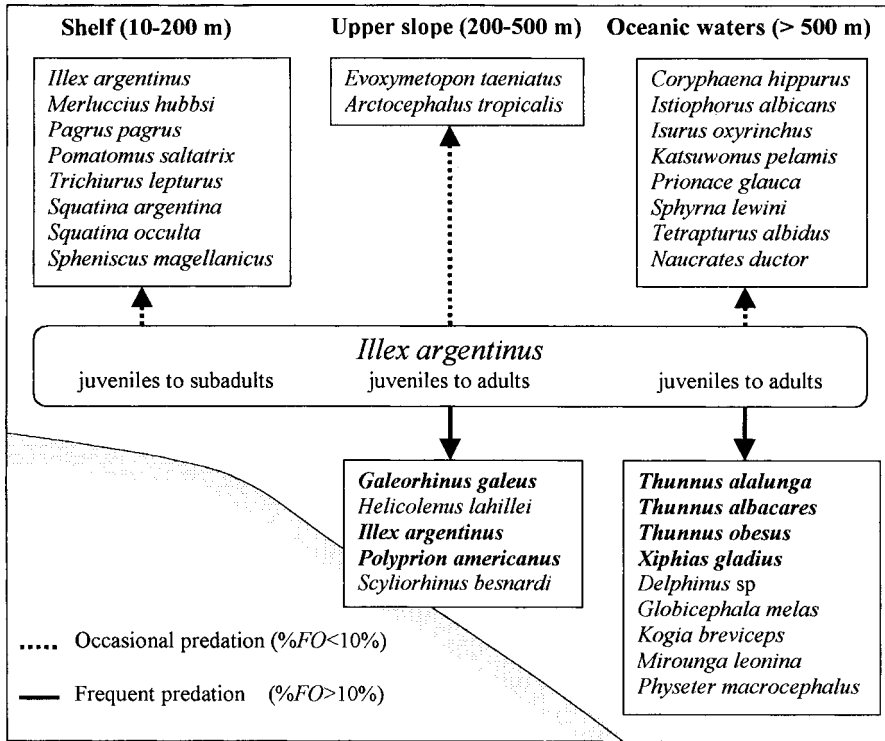 Shelf (10-200 m)
Illex argentinus
Merluccius hubbsi
Pagrus pagrus
Pomatomus saltatrix
Trichiurus lepturus
Squatina argentina
Squatina occulta
Spheniscus magellanicus
Upper slope (200-500 m)
Evoxymetopon taeniatus
Arctocephalus tropicalis
Oceanic waters (> 500 m)
Coryphaena hippurus
Istiophorus albicans
Isurus oxyrinchus
Katsuwonus pelamis
Prionace glauca
Sphyrna lewini
Tetrapturus albidus
Naucrates ductor
Illex argentinus
juveniles to subadults
juveniles to adults
juveniles to adults
Galeorhinus galeus
Helicolenus lahillei
Illex argentinus
Polyprion americanus
Scyliorhinus besnardi
Thunnus alalunga
Thunnus albacares
Thunnus obesus
Xiphias gladius
Delphinus sp
Globicephala melas
Kogia breviceps
Mirounga leonina
Physeter macrocephalus
Occasional predation (%FO<10%)
Frequent predation (%FO>10%)